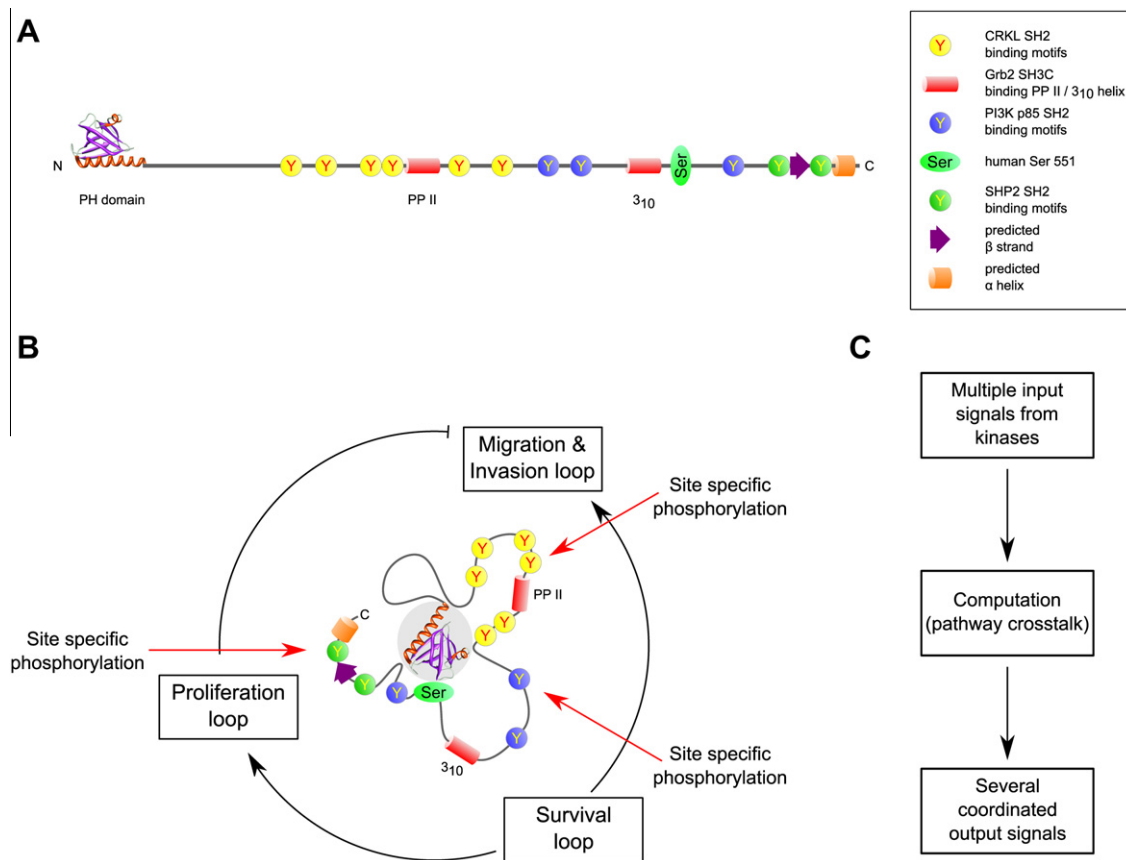 A
N
Y Y Y Y Y Y Y Y Ser Y Y Y
C
PH domain
PP II
3₁₀
Y
CRKL SH2
binding motifs
Grb2 SH3C
binding PP II / 3₁₀ helix
Y
PI3K p85 SH2
binding motifs
Ser
human Ser 551
Y
SHP2 SH2
binding motifs
predicted
β strand
predicted
α helix
B
Migration &
Invasion loop
Site specific
phosphorylation
Y
Y
Y
Y
PP II
Y
Y
C
Y
Y
Y
Ser
Y
Y
3₁₀
Site specific
phosphorylation
Proliferation
loop
Site specific
phosphorylation
Survival
loop
C
Multiple input
signals from
kinases
Computation
(pathway crosstalk)
Several
coordinated
output signals